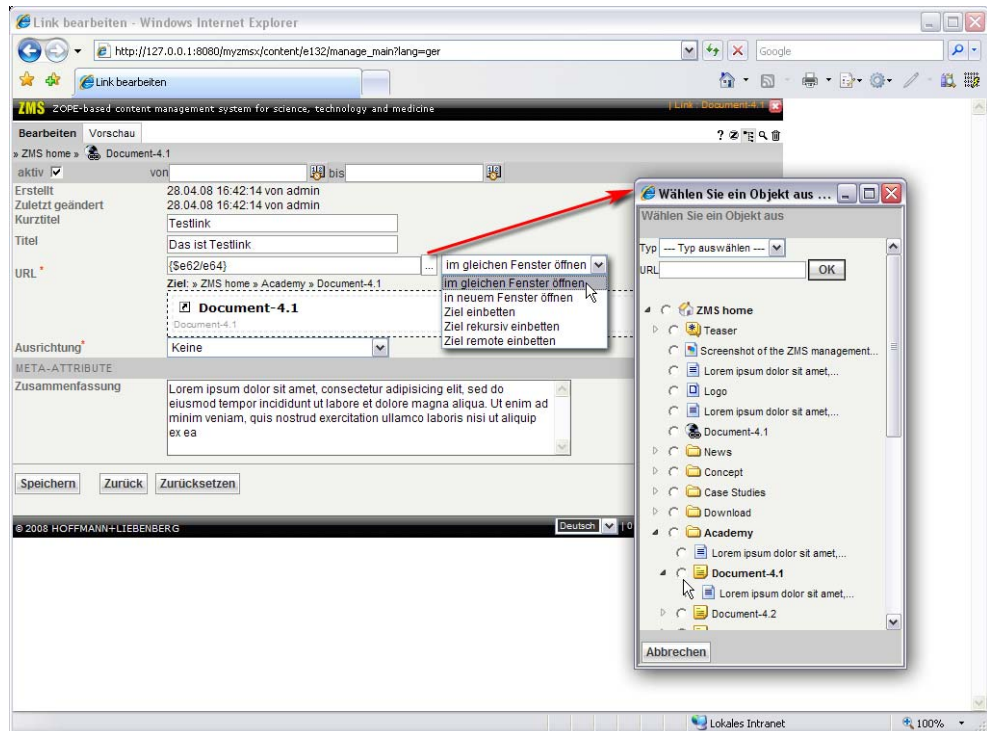 Link bearbeiten - Windows Internet Explorer
http://127.0.0.1:8080/myzmsx/content/e132/manage_main?lang=ger
Google
Link bearbeiten
ZMS ZOPE-based content management system for science, technology and medicine
| Link : Document-4.1
Bearbeiten Vorschau
» ZMS home » Document-4.1
aktiv von bis
Erstellt 28.04.08 16:42:14 von admin
Zuletzt geändert 28.04.08 16:42:14 von admin
Kurztitel Testlink
Titel Das ist Testlink
URL * {$e62/e64} ... im gleichen Fenster öffnen
Ziel: » ZMS home » Academy » Document-4.1
Document-4.1
Document-4.1
im gleichen Fenster öffnen
in neuem Fenster öffnen
Ziel einbetten
Ziel rekursiv einbetten
Ziel remote einbetten
Ausrichtung* Keine
META-ATTRIBUTE
Zusammenfassung
Lorem ipsum dolor sit amet, consectetur adipisicing elit, sed do
eiusmod tempor incididunt ut labore et dolore magna aliqua. Ut enim ad
minim veniam, quis nostrud exercitation ullamco laboris nisi ut aliquip
ex ea
Speichern Zurück Zurücksetzen
© 2008 HOFFMANN+LIEBENBERG
Deutsch | 0
Wählen Sie ein Objekt aus ...
Wählen Sie ein Objekt aus
Typ --- Typ auswählen ---
URL OK
ZMS home
Teaser
Screenshot of the ZMS management...
Lorem ipsum dolor sit amet,...
Logo
Lorem ipsum dolor sit amet,...
Document-4.1
News
Concept
Case Studies
Download
Academy
Lorem ipsum dolor sit amet,...
Document-4.1
Lorem ipsum dolor sit amet,...
Document-4.2
Abbrechen
Lokales Intranet
100%